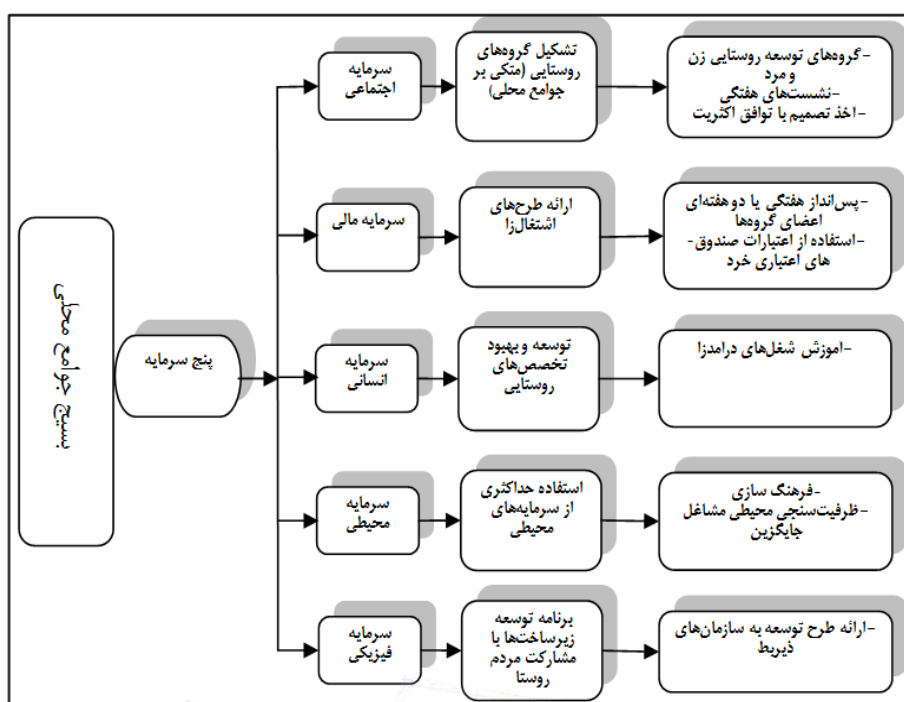 بسیج جوامع محلی
پنج سرمایه
سرمایه
اجتماعی
تشکیل گروه‌های
روستایی (متکی بر
جوامع محلی)
-گروه‌های توسعه روستایی زن
و مرد
-نشست‌های هفتگی
-اخذ تصمیم با توافق اکثریت
سرمایه مالی
ارائه طرح‌های
اشتغال‌زا
-پس‌انداز هفتگی یا دو هفته‌ای
اعضای گروه‌ها
-استفاده از اعتبارات صندوق-
های اعتباری خرد
سرمایه
انسانی
توسعه و بهبود
تخصص‌های
روستایی
-اموزش شغل‌های درامدزا
سرمایه
محیطی
استفاده حداکثری
از سرمایه‌های
محیطی
-فرهنگ سازی
-ظرفیت‌سنجی محیطی مشاغل
جایگزین
سرمایه
فیزیکی
برنامه توسعه
زیرساخت‌ها با
مشارکت مردم
روستا
-ارائه طرح توسعه به سازمان‌های
ذیربط